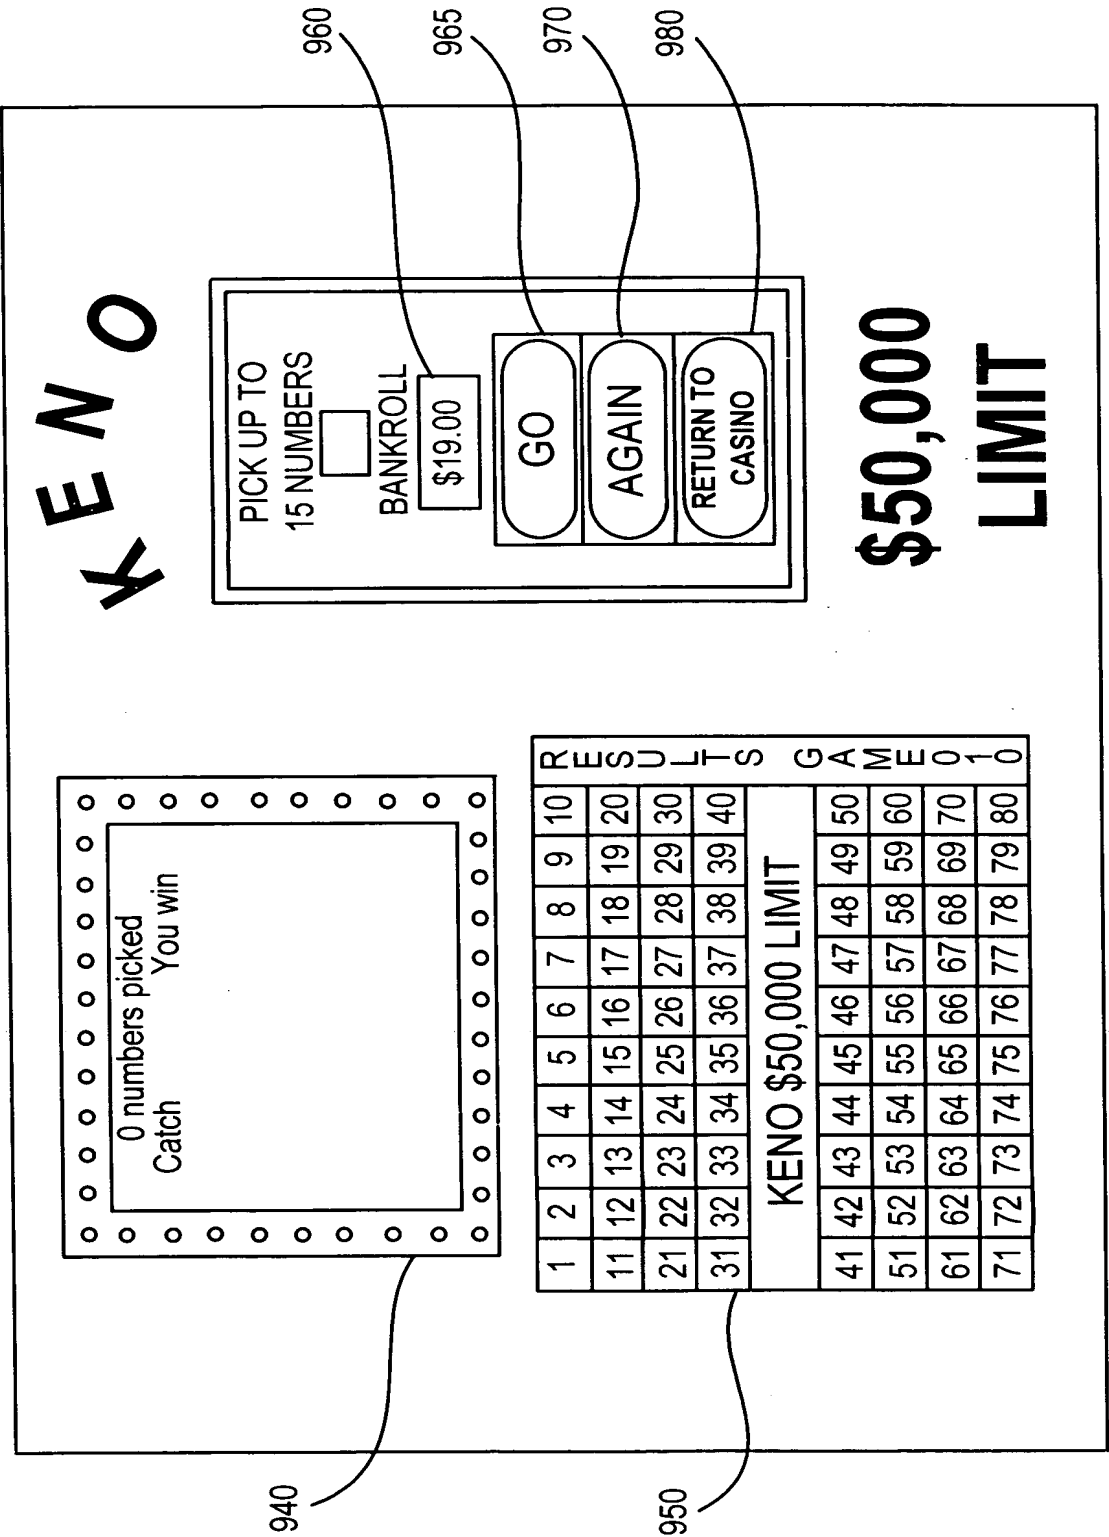 KENO
0 numbers picked
Catch You win
940
1 2 3 4 5 6 7 8 9 10
11 12 13 14 15 16 17 18 19 20
21 22 23 24 25 26 27 28 29 30
31 32 33 34 35 36 37 38 39 40
KENO $50,000 LIMIT
41 42 43 44 45 46 47 48 49 50
51 52 53 54 55 56 57 58 59 60
61 62 63 64 65 66 67 68 69 70
71 72 73 74 75 76 77 78 79 80
RESULTS GAME 010
950
PICK UP TO
15 NUMBERS
BANKROLL
$19.00
GO
AGAIN
RETURN TO
CASINO
960
965
970
980
$50,000
LIMIT